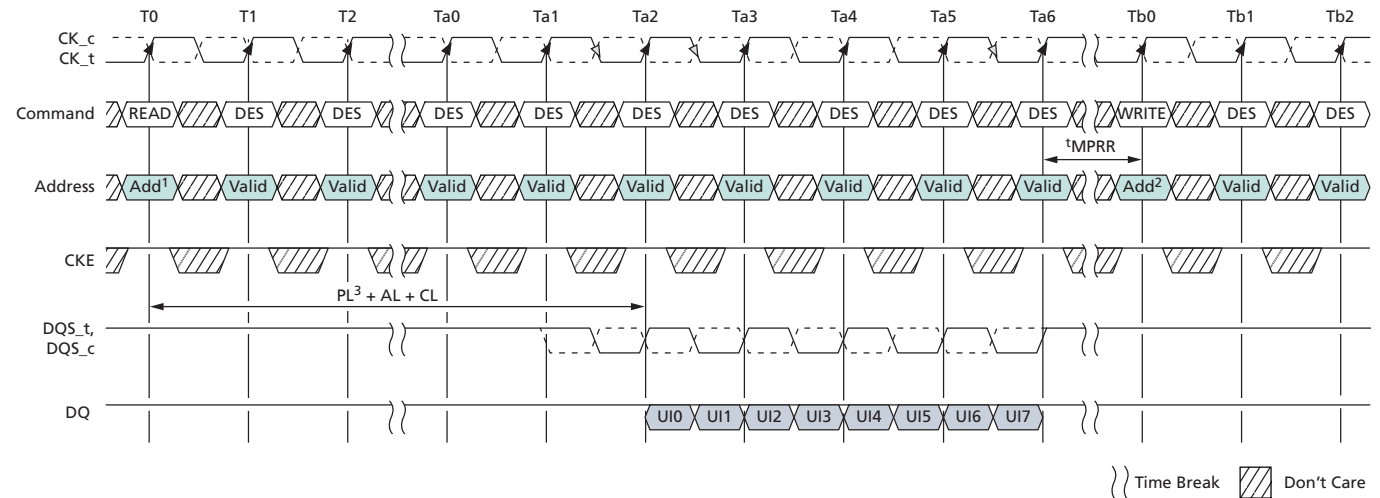 T0 T1 T2 Ta0 Ta1 Ta2 Ta3 Ta4 Ta5 Ta6 Tb0 Tb1 Tb2
CK_c
CK_t
Command READ DES DES DES DES DES DES DES DES DES WRITE DES DES
tMPRR
Address Add1 Valid Valid Valid Valid Valid Valid Valid Valid Valid Add2 Valid Valid
CKE
PL3 + AL + CL
DQS_t,
DQS_c
DQ UI0 UI1 UI2 UI3 UI4 UI5 UI6 UI7
Time Break Don't Care